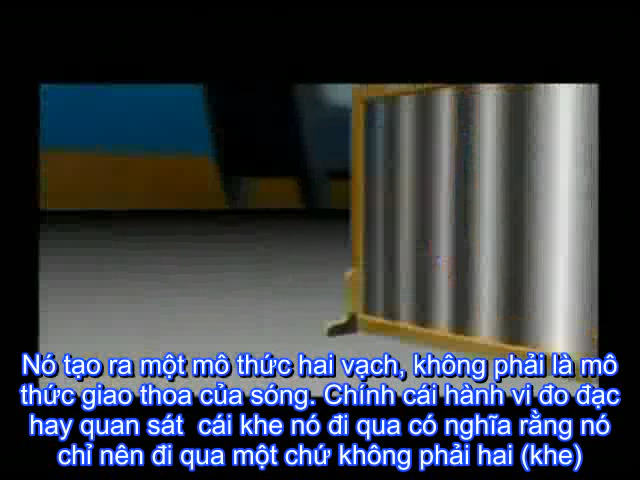 Nó tạo ra một mô thức hai vạch, không phải là mô
thức giao thoa của sóng. Chính cái hành vi đo đạc
hay quan sát  cái khe nó đi qua có nghĩa rằng nó
chỉ nên đi qua một chứ không phải hai (khe)